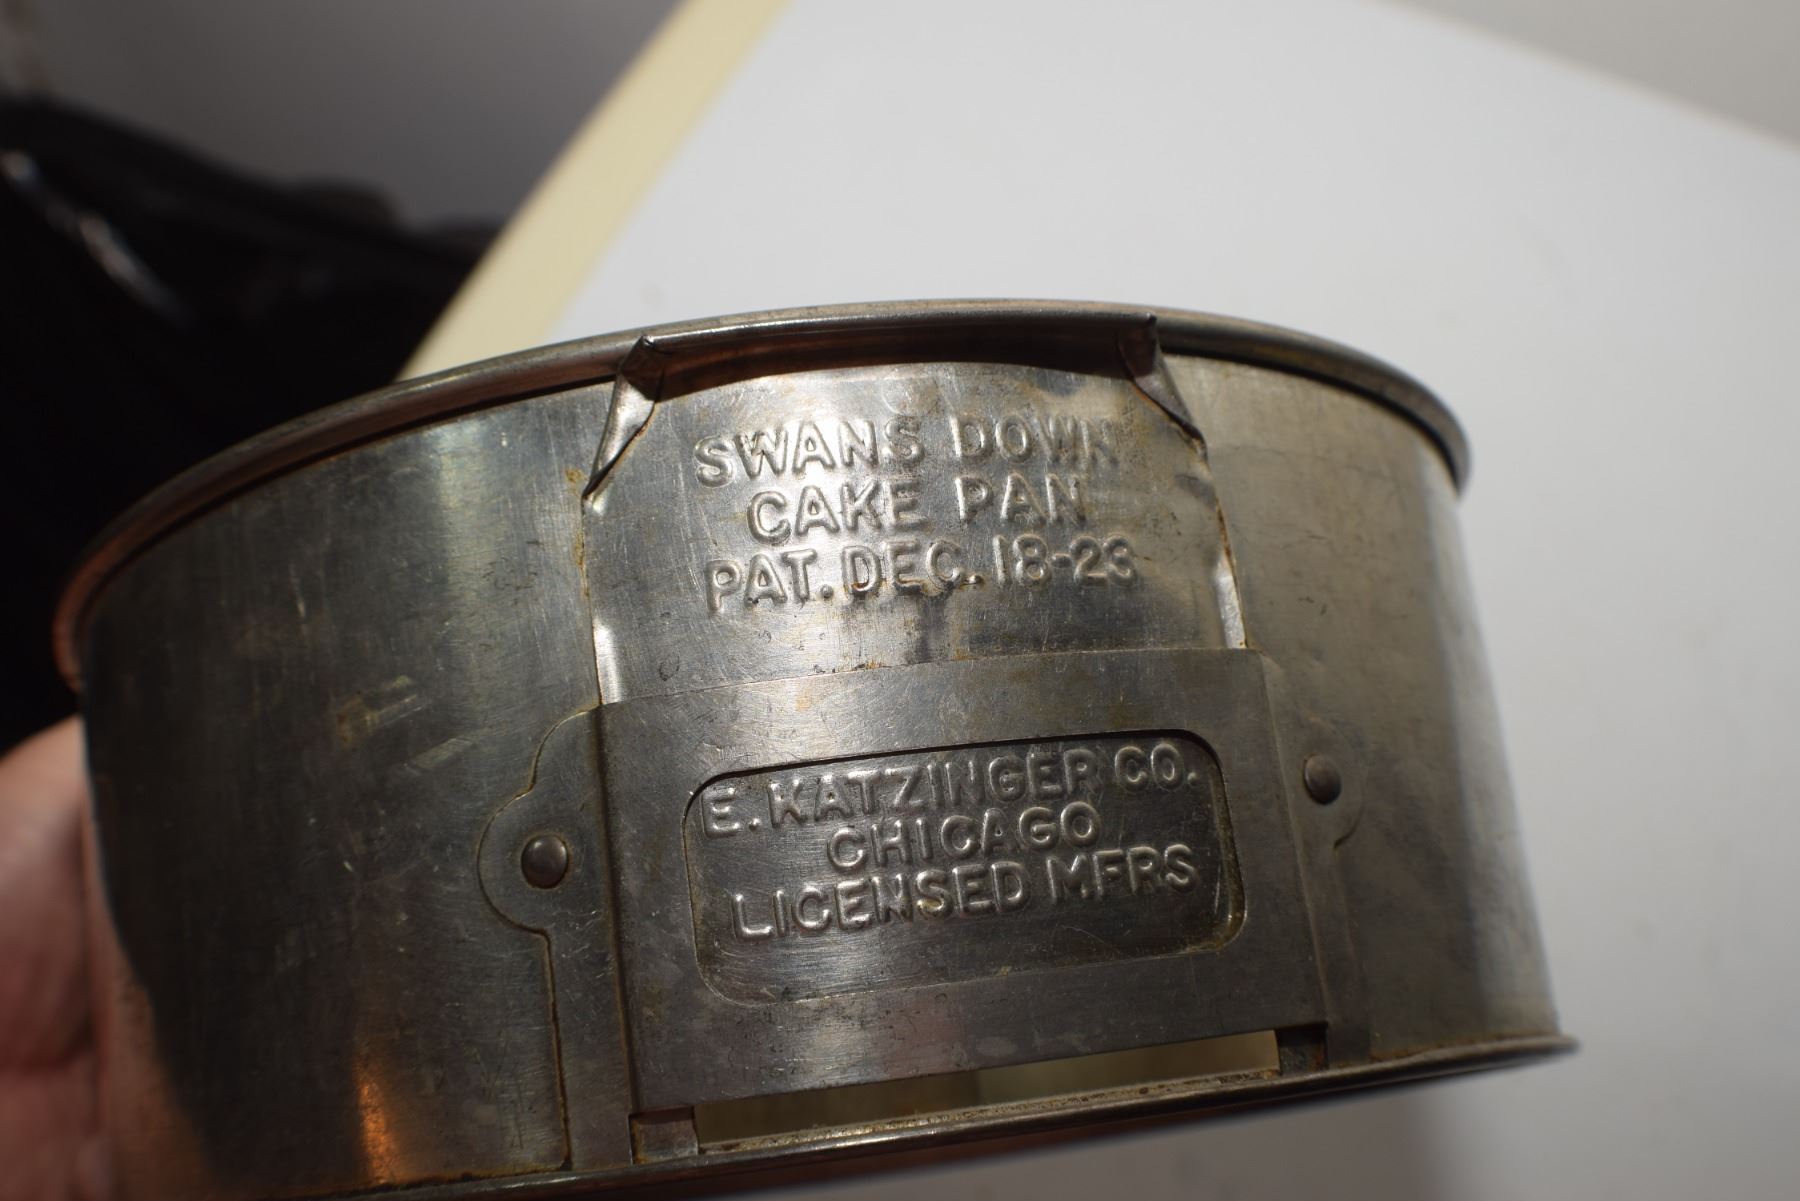 SWANS DOWN
CAKE PAN
PAT. DEC. 18-23
E. KATZINGER CO.
CHICAGO
LICENSED MFRS